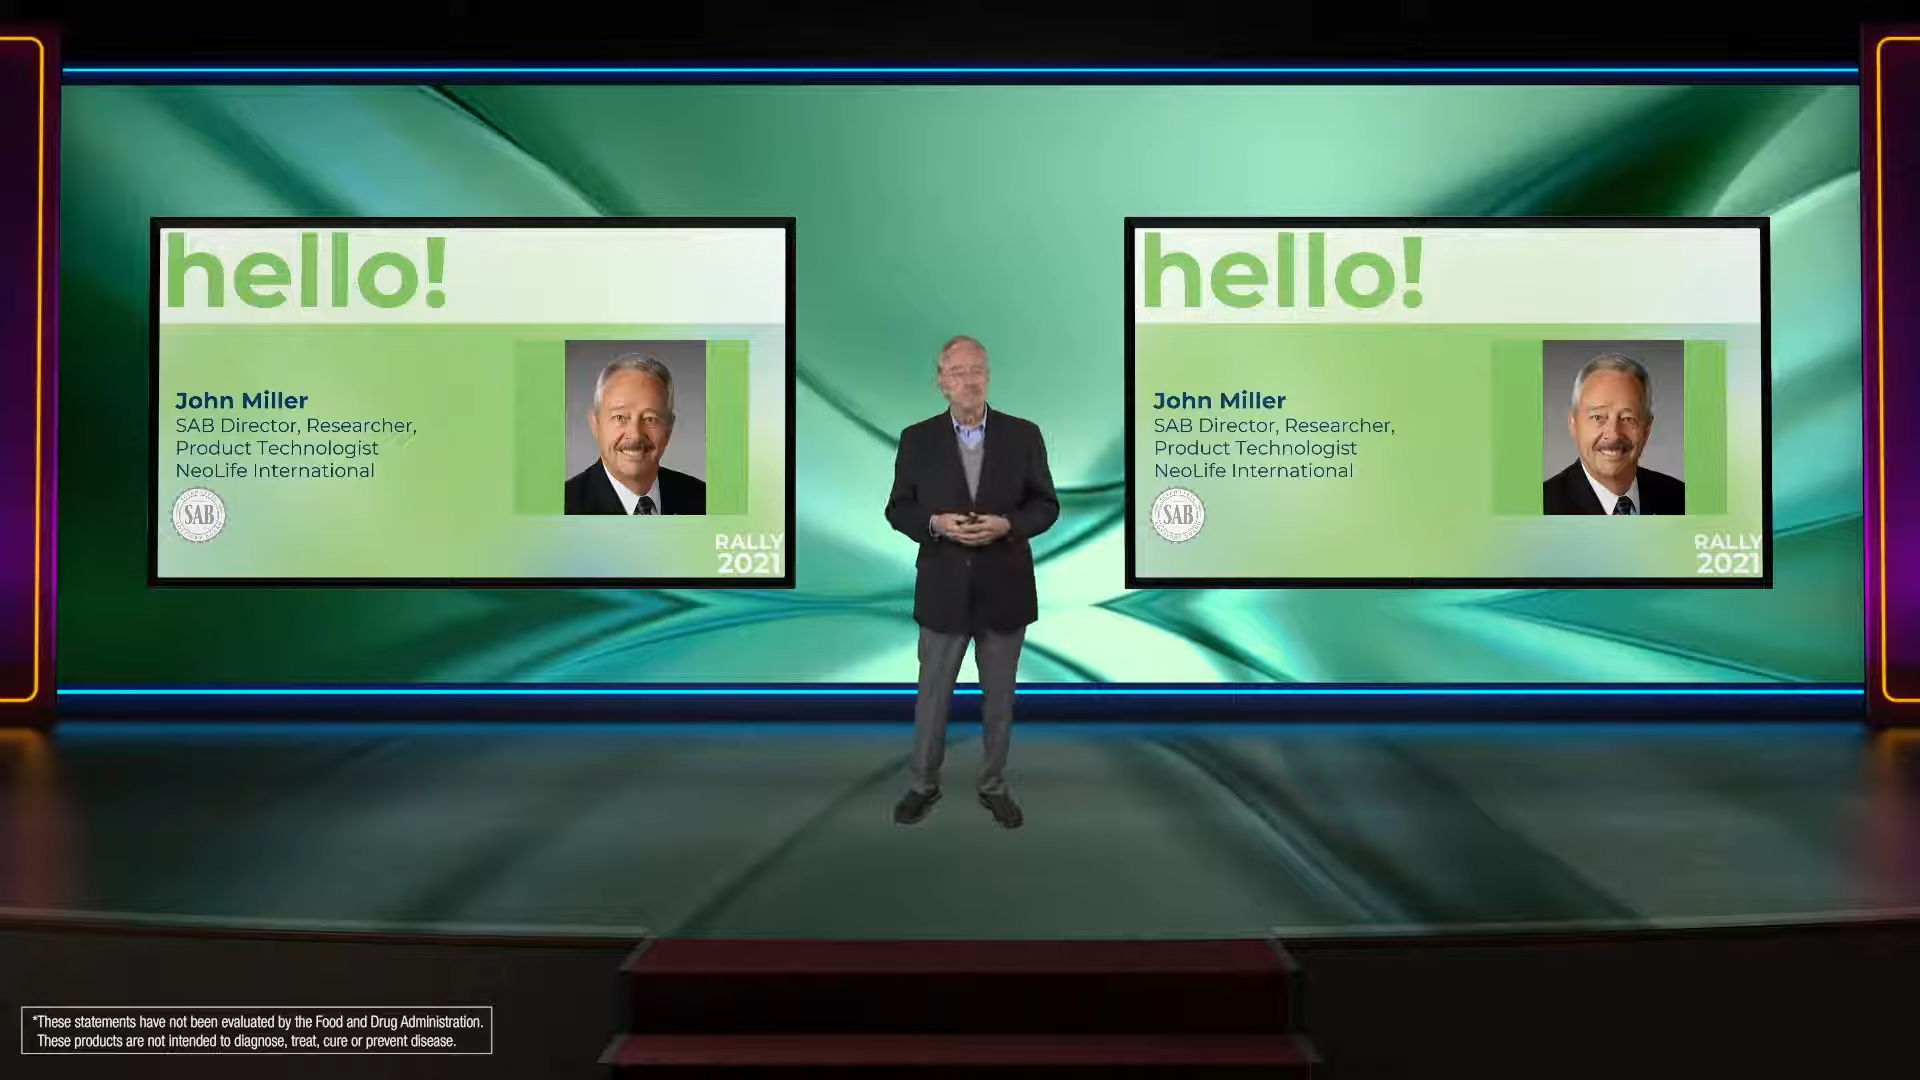 hello!
John Miller
SAB Director, Researcher,
Product Technologist
NeoLife International
SAB
RALLY
2021
hello!
John Miller
SAB Director, Researcher,
Product Technologist
NeoLife International
SAB
RALLY
2021
*These statements have not been evaluated by the Food and Drug Administration.
These products are not intended to diagnose, treat, cure or prevent disease.